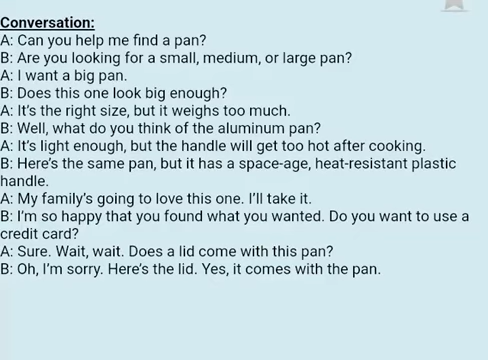 Conversation:
A: Can you help me find a pan?
B: Are you looking for a small, medium, or large pan?
A: I want a big pan.
B: Does this one look big enough?
A: It's the right size, but it weighs too much.
B: Well, what do you think of the aluminum pan?
A: It's light enough, but the handle will get too hot after cooking.
B: Here's the same pan, but it has a space-age, heat-resistant plastic
handle.
A: My family's going to love this one. I'll take it.
B: I'm so happy that you found what you wanted. Do you want to use a
credit card?
A: Sure. Wait, wait. Does a lid come with this pan?
B: Oh, I'm sorry. Here's the lid. Yes, it comes with the pan.